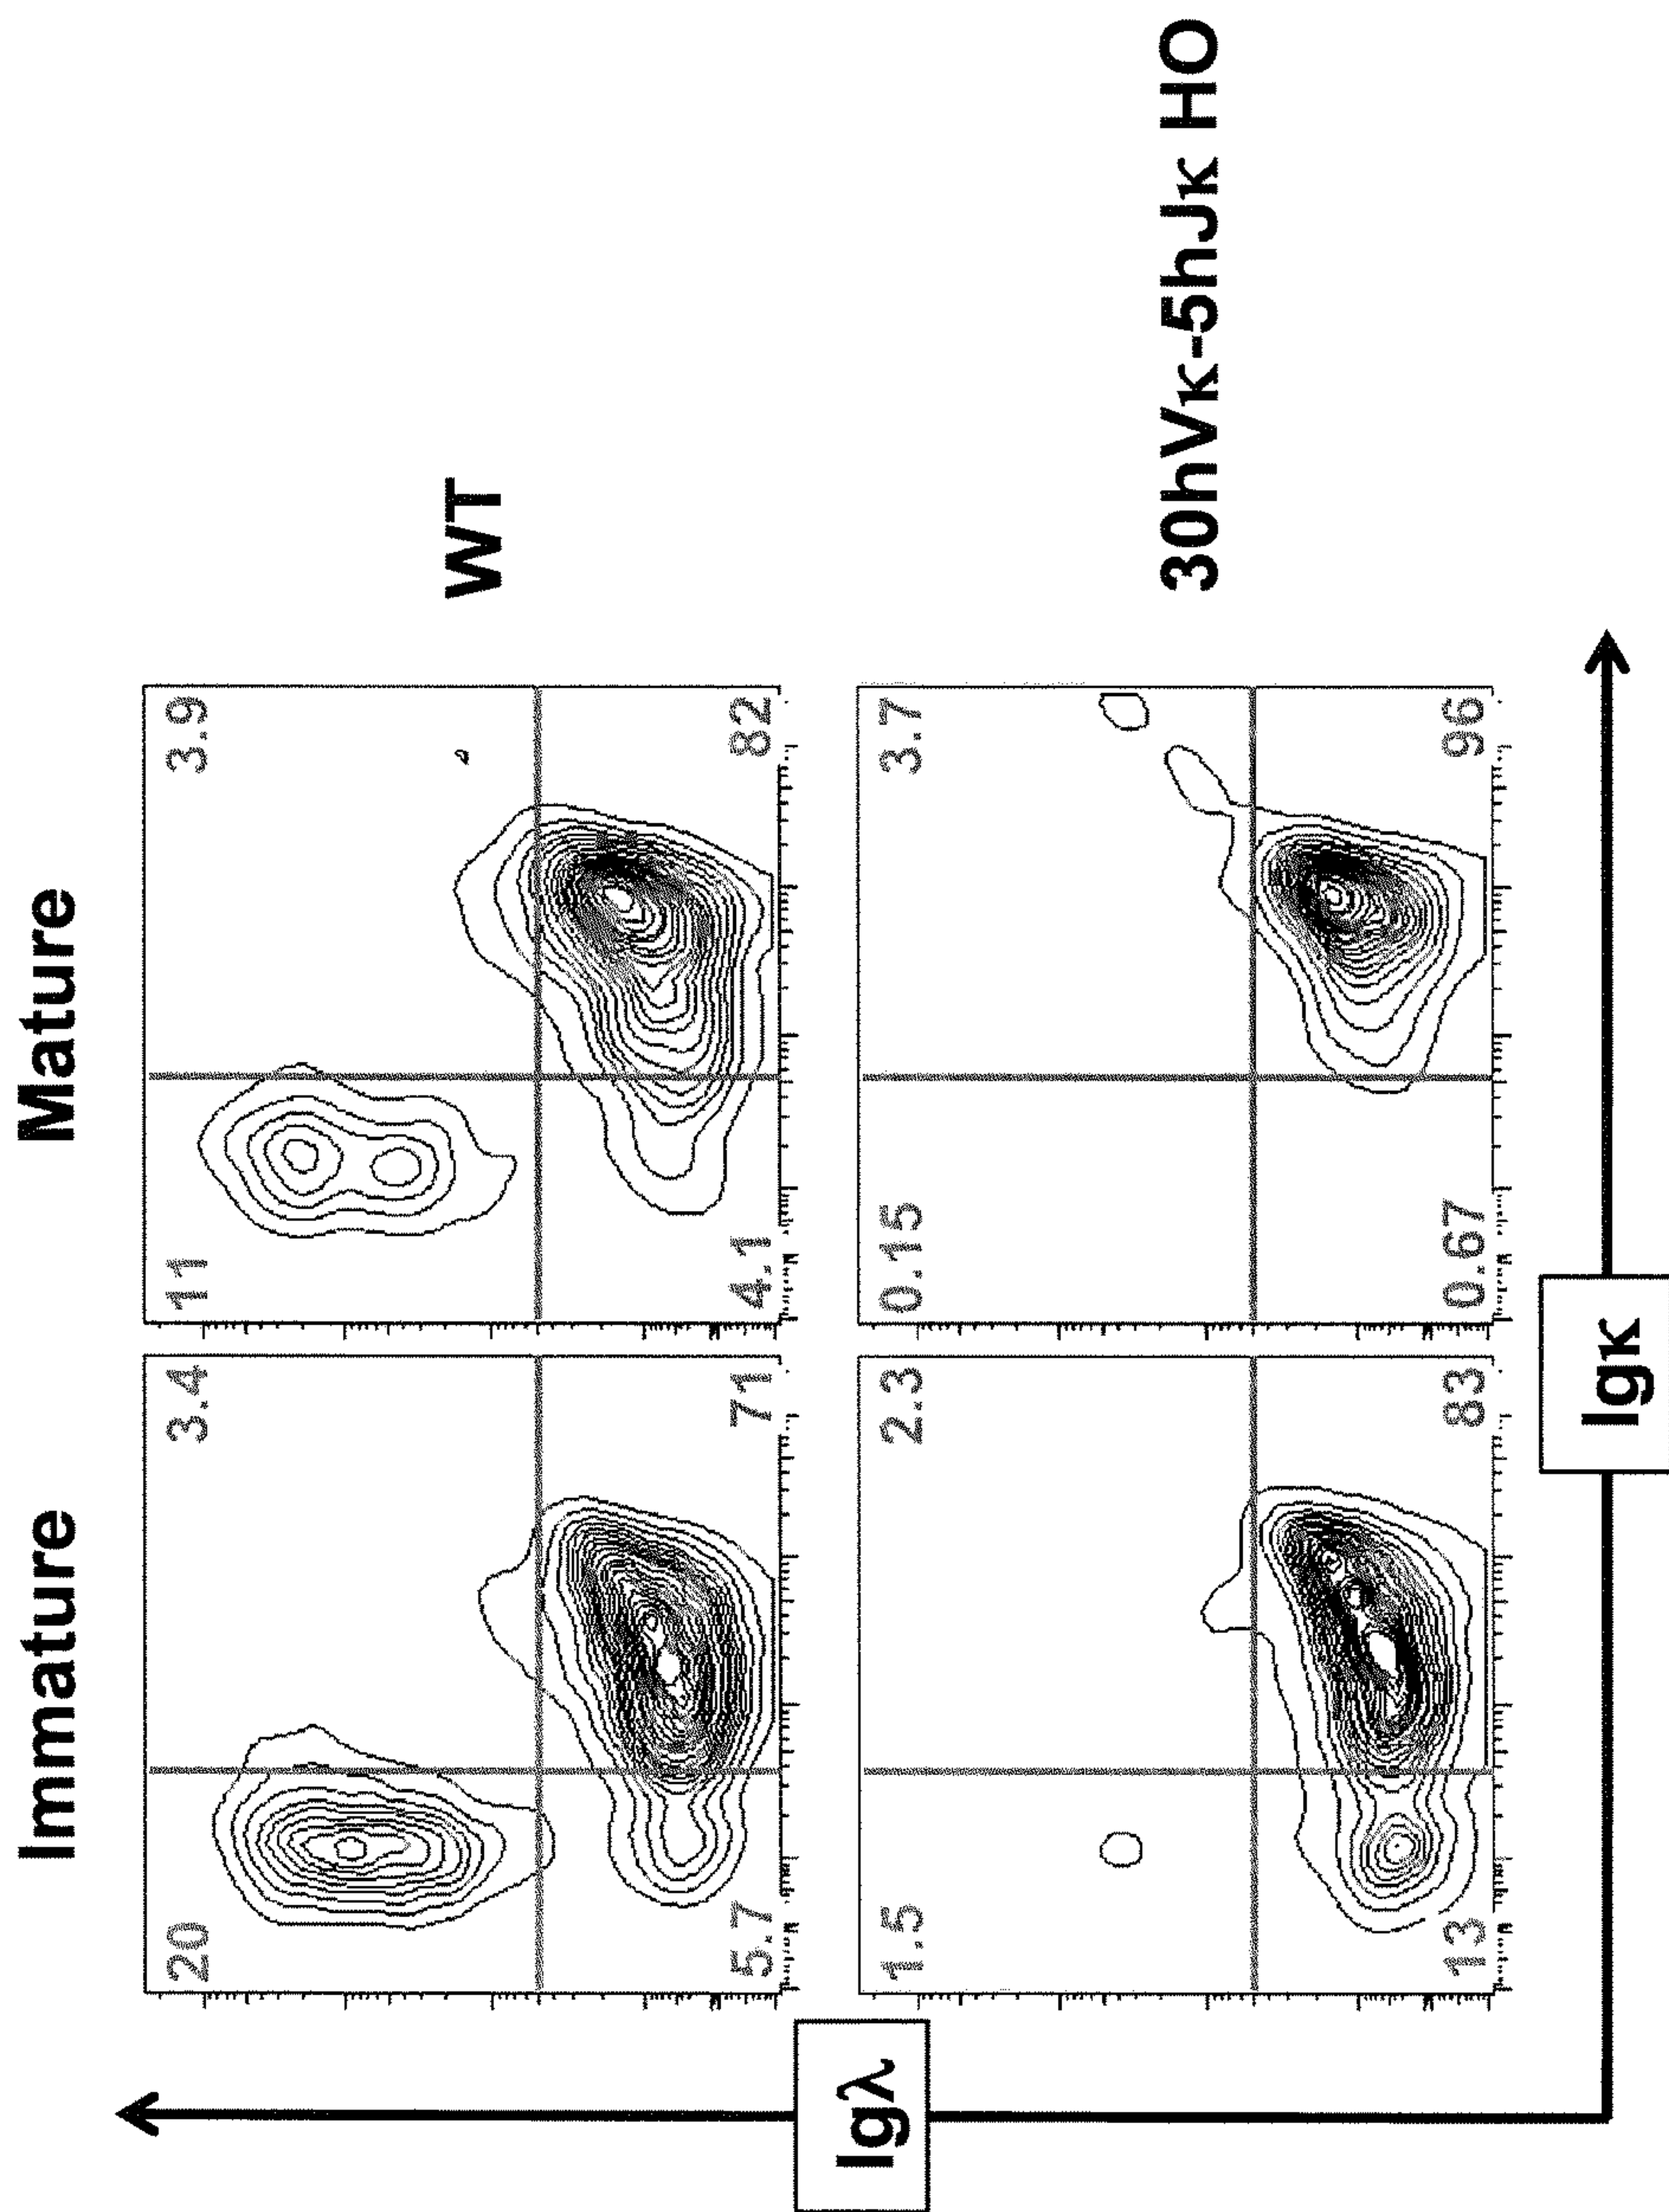 Immature Mature
20 3.4 11 3.9
WT
5.7 71 4.1 82
Igλ
1.5 2.3 0.15 3.7
30hVκ-5hJκ HO
13 83 0.67 96
Igκ